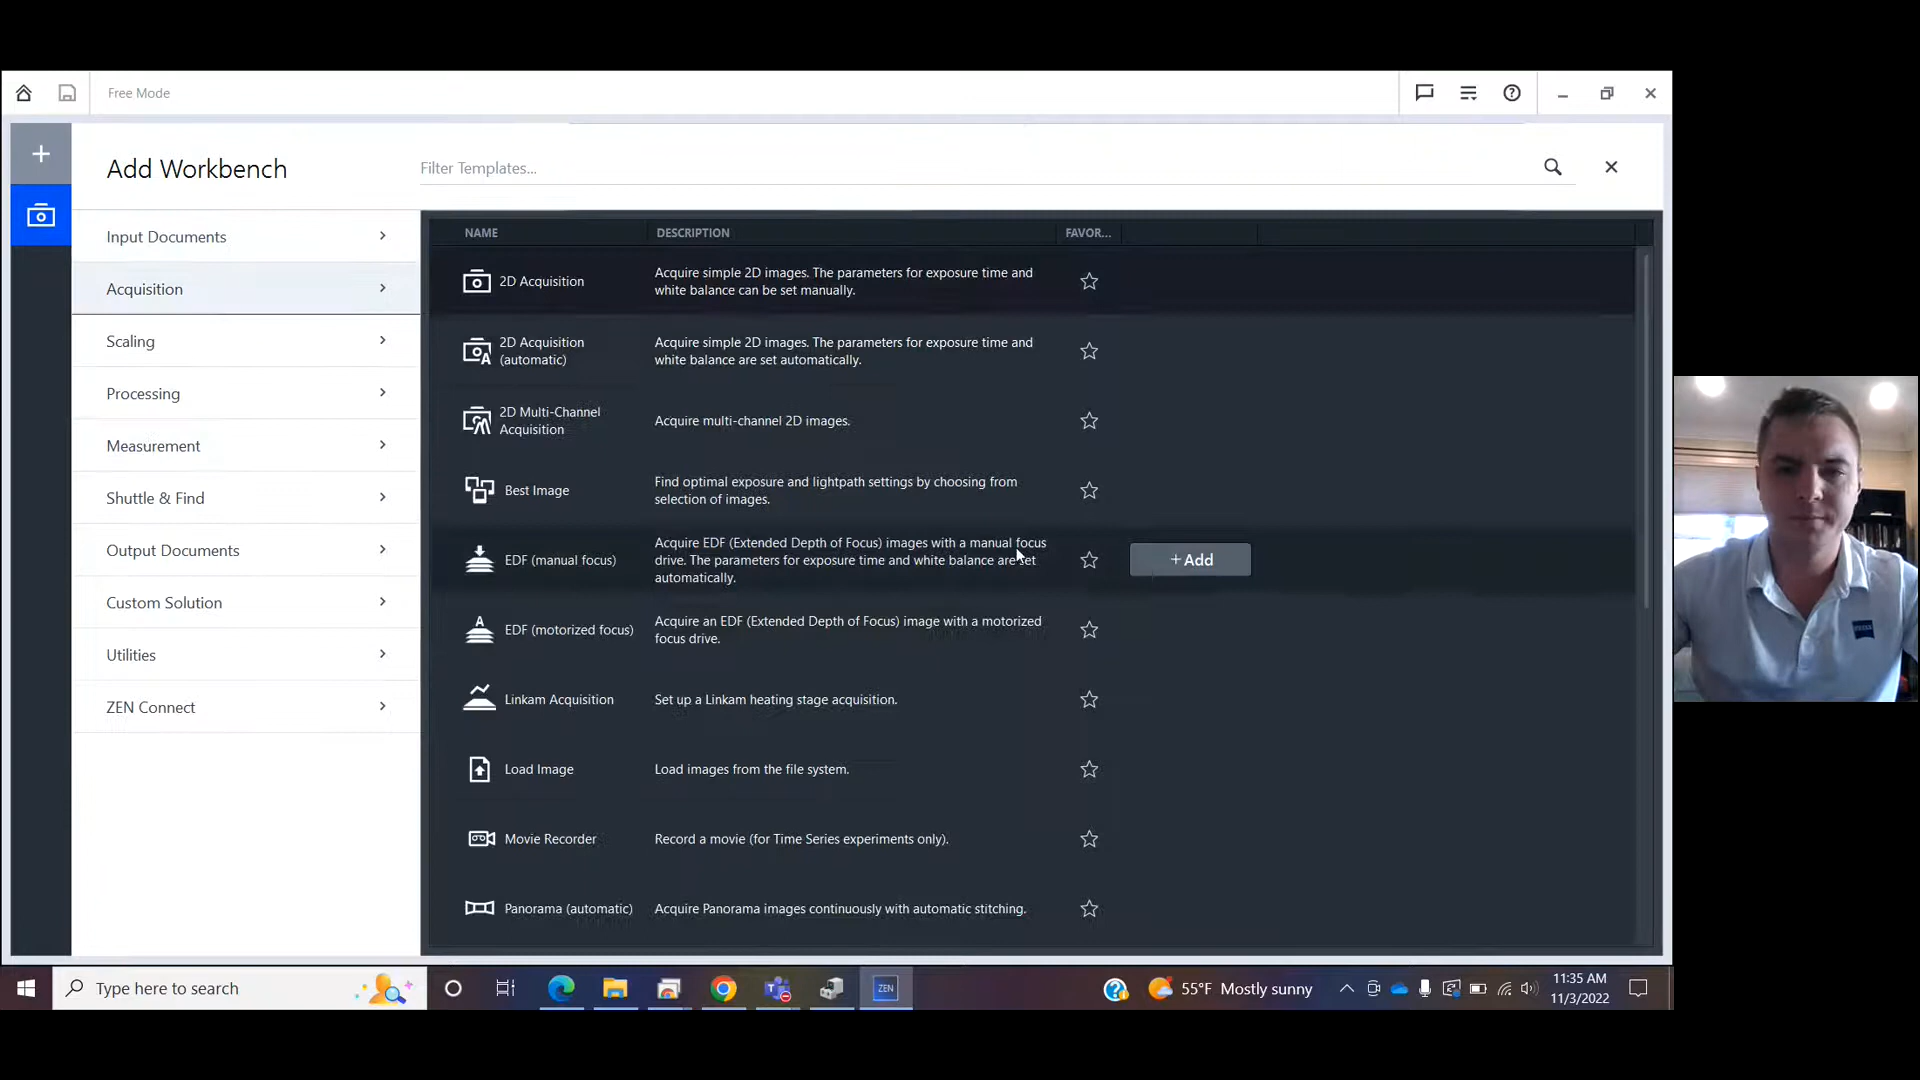 Free Mode
Add Workbench
Filter Templates...
Input Documents
Acquisition
Scaling
Processing
Measurement
Shuttle & Find
Output Documents
Custom Solution
Utilities
ZEN Connect
NAME
DESCRIPTION
FAVOR...
2D Acquisition
Acquire simple 2D images. The parameters for exposure time and
white balance can be set manually.
2D Acquisition
(automatic)
Acquire simple 2D images. The parameters for exposure time and
white balance are set automatically.
2D Multi-Channel
Acquisition
Acquire multi-channel 2D images.
Best Image
Find optimal exposure and lightpath settings by choosing from
selection of images.
EDF (manual focus)
Acquire EDF (Extended Depth of Focus) images with a manual focus
drive. The parameters for exposure time and white balance are set
automatically.
+Add
EDF (motorized focus)
Acquire an EDF (Extended Depth of Focus) image with a motorized
focus drive.
Linkam Acquisition
Set up a Linkam heating stage acquisition.
Load Image
Load images from the file system.
Movie Recorder
Record a movie (for Time Series experiments only).
Panorama (automatic)
Acquire Panorama images continuously with automatic stitching.
Type here to search
ZEN
55°F Mostly sunny
11:35 AM
11/3/2022